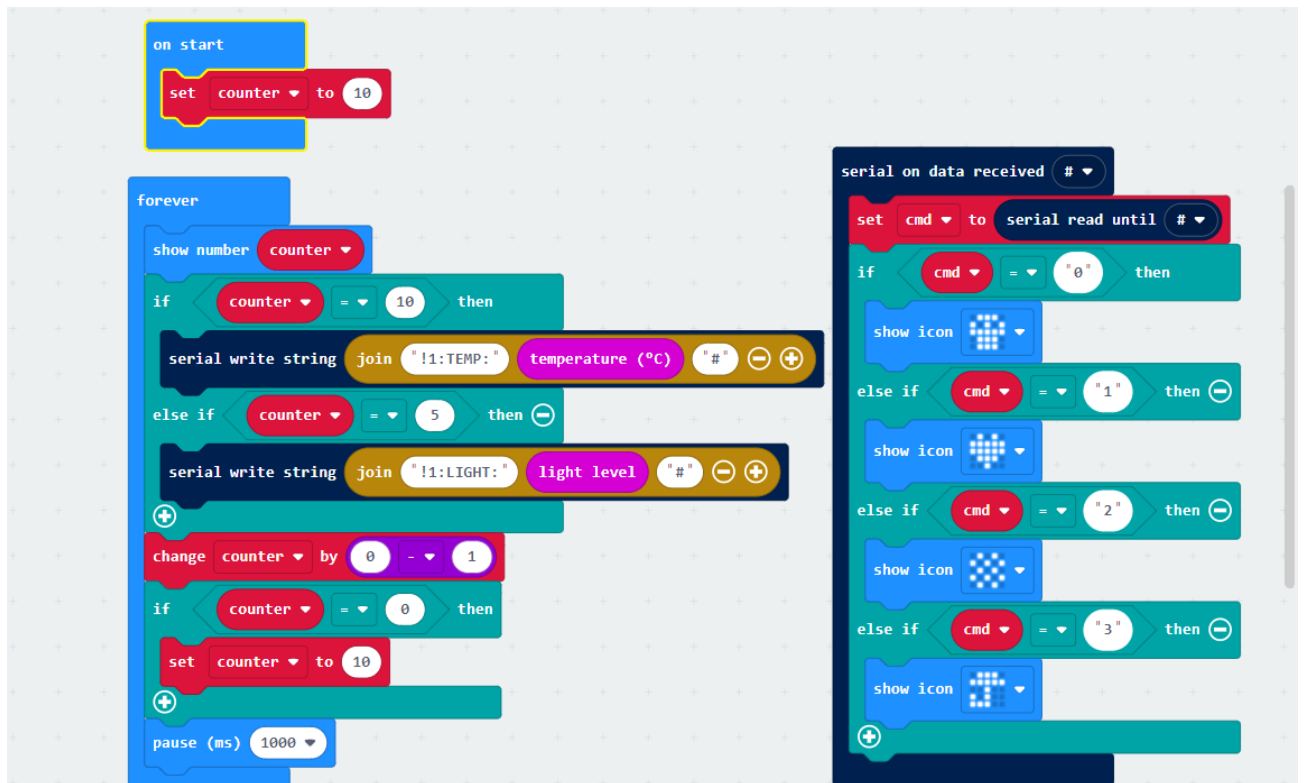 on start
set counter to 10
forever
show number counter
if counter = 10 then
serial write string join "!1:TEMP:" temperature (°C) "#"
else if counter = 5 then
serial write string join "!1:LIGHT:" light level "#"
change counter by 0 - 1
if counter = 0 then
set counter to 10
pause (ms) 1000
serial on data received #
set cmd to serial read until #
if cmd = "0" then
show icon
else if cmd = "1" then
show icon
else if cmd = "2" then
show icon
else if cmd = "3" then
show icon